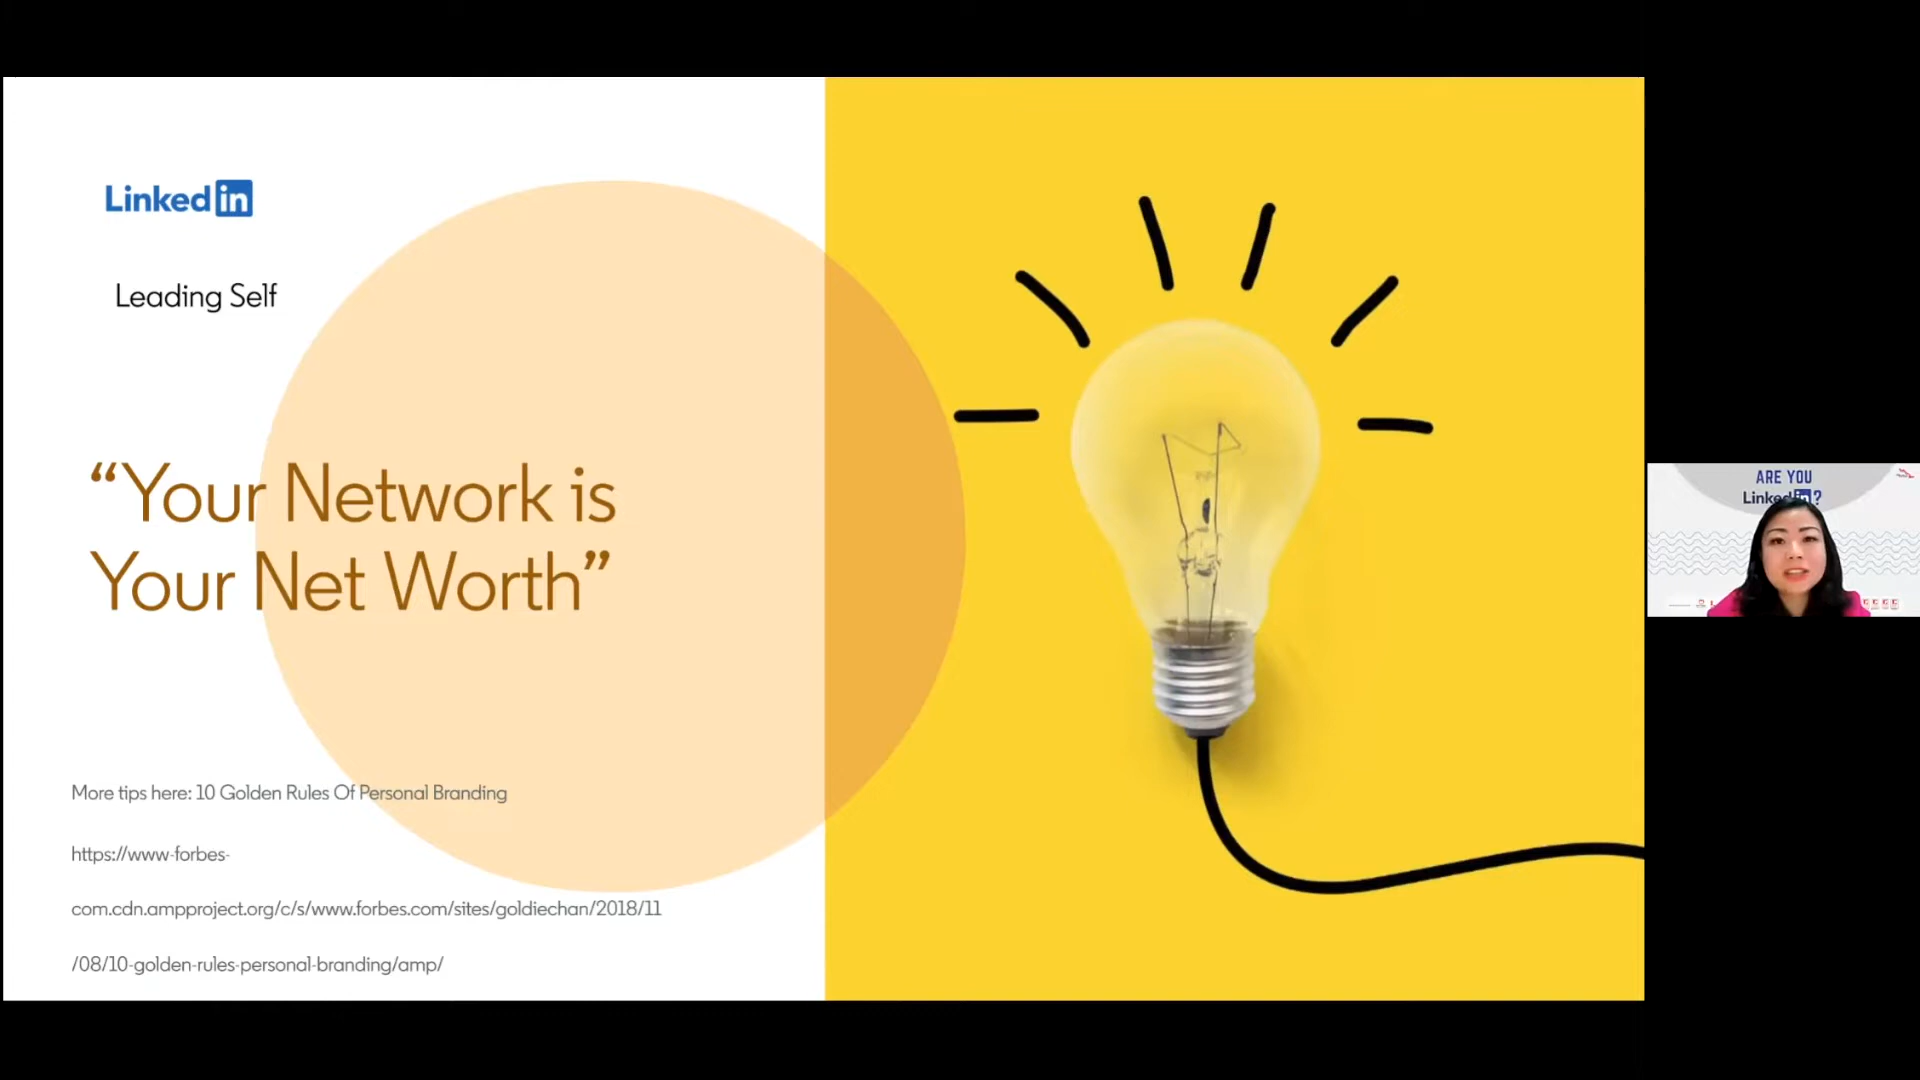 Linkedin
Leading Self
“Your Network is
Your Net Worth”
More tips here: 10 Golden Rules Of Personal Branding
https://www-forbes-
com.cdn.ampproject.org/c/s/www.forbes.com/sites/goldiechan/2018/11
/08/10-golden-rules-personal-branding/amp/
ARE YOU
Linkedin?